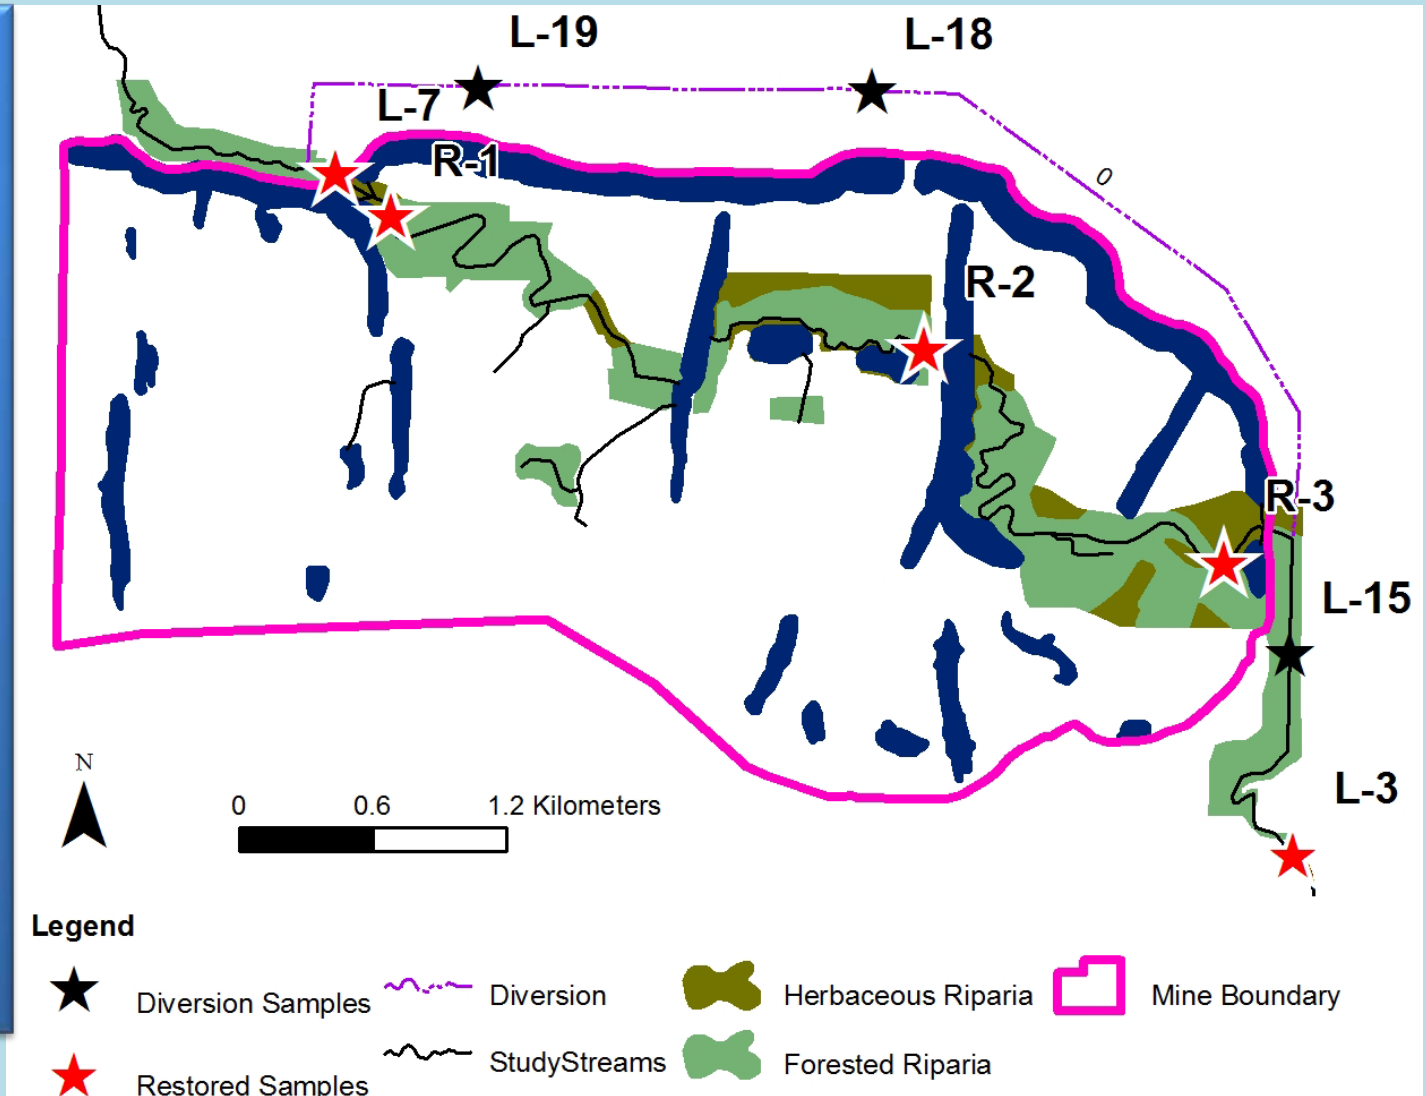 L-19
L-18
L-7
R-1
0
R-2
R-3
L-15
L-3
N
0 0.6 1.2 Kilometers
Legend
Diversion Samples
Diversion
Herbaceous Riparia
Mine Boundary
Restored Samples
StudyStreams
Forested Riparia